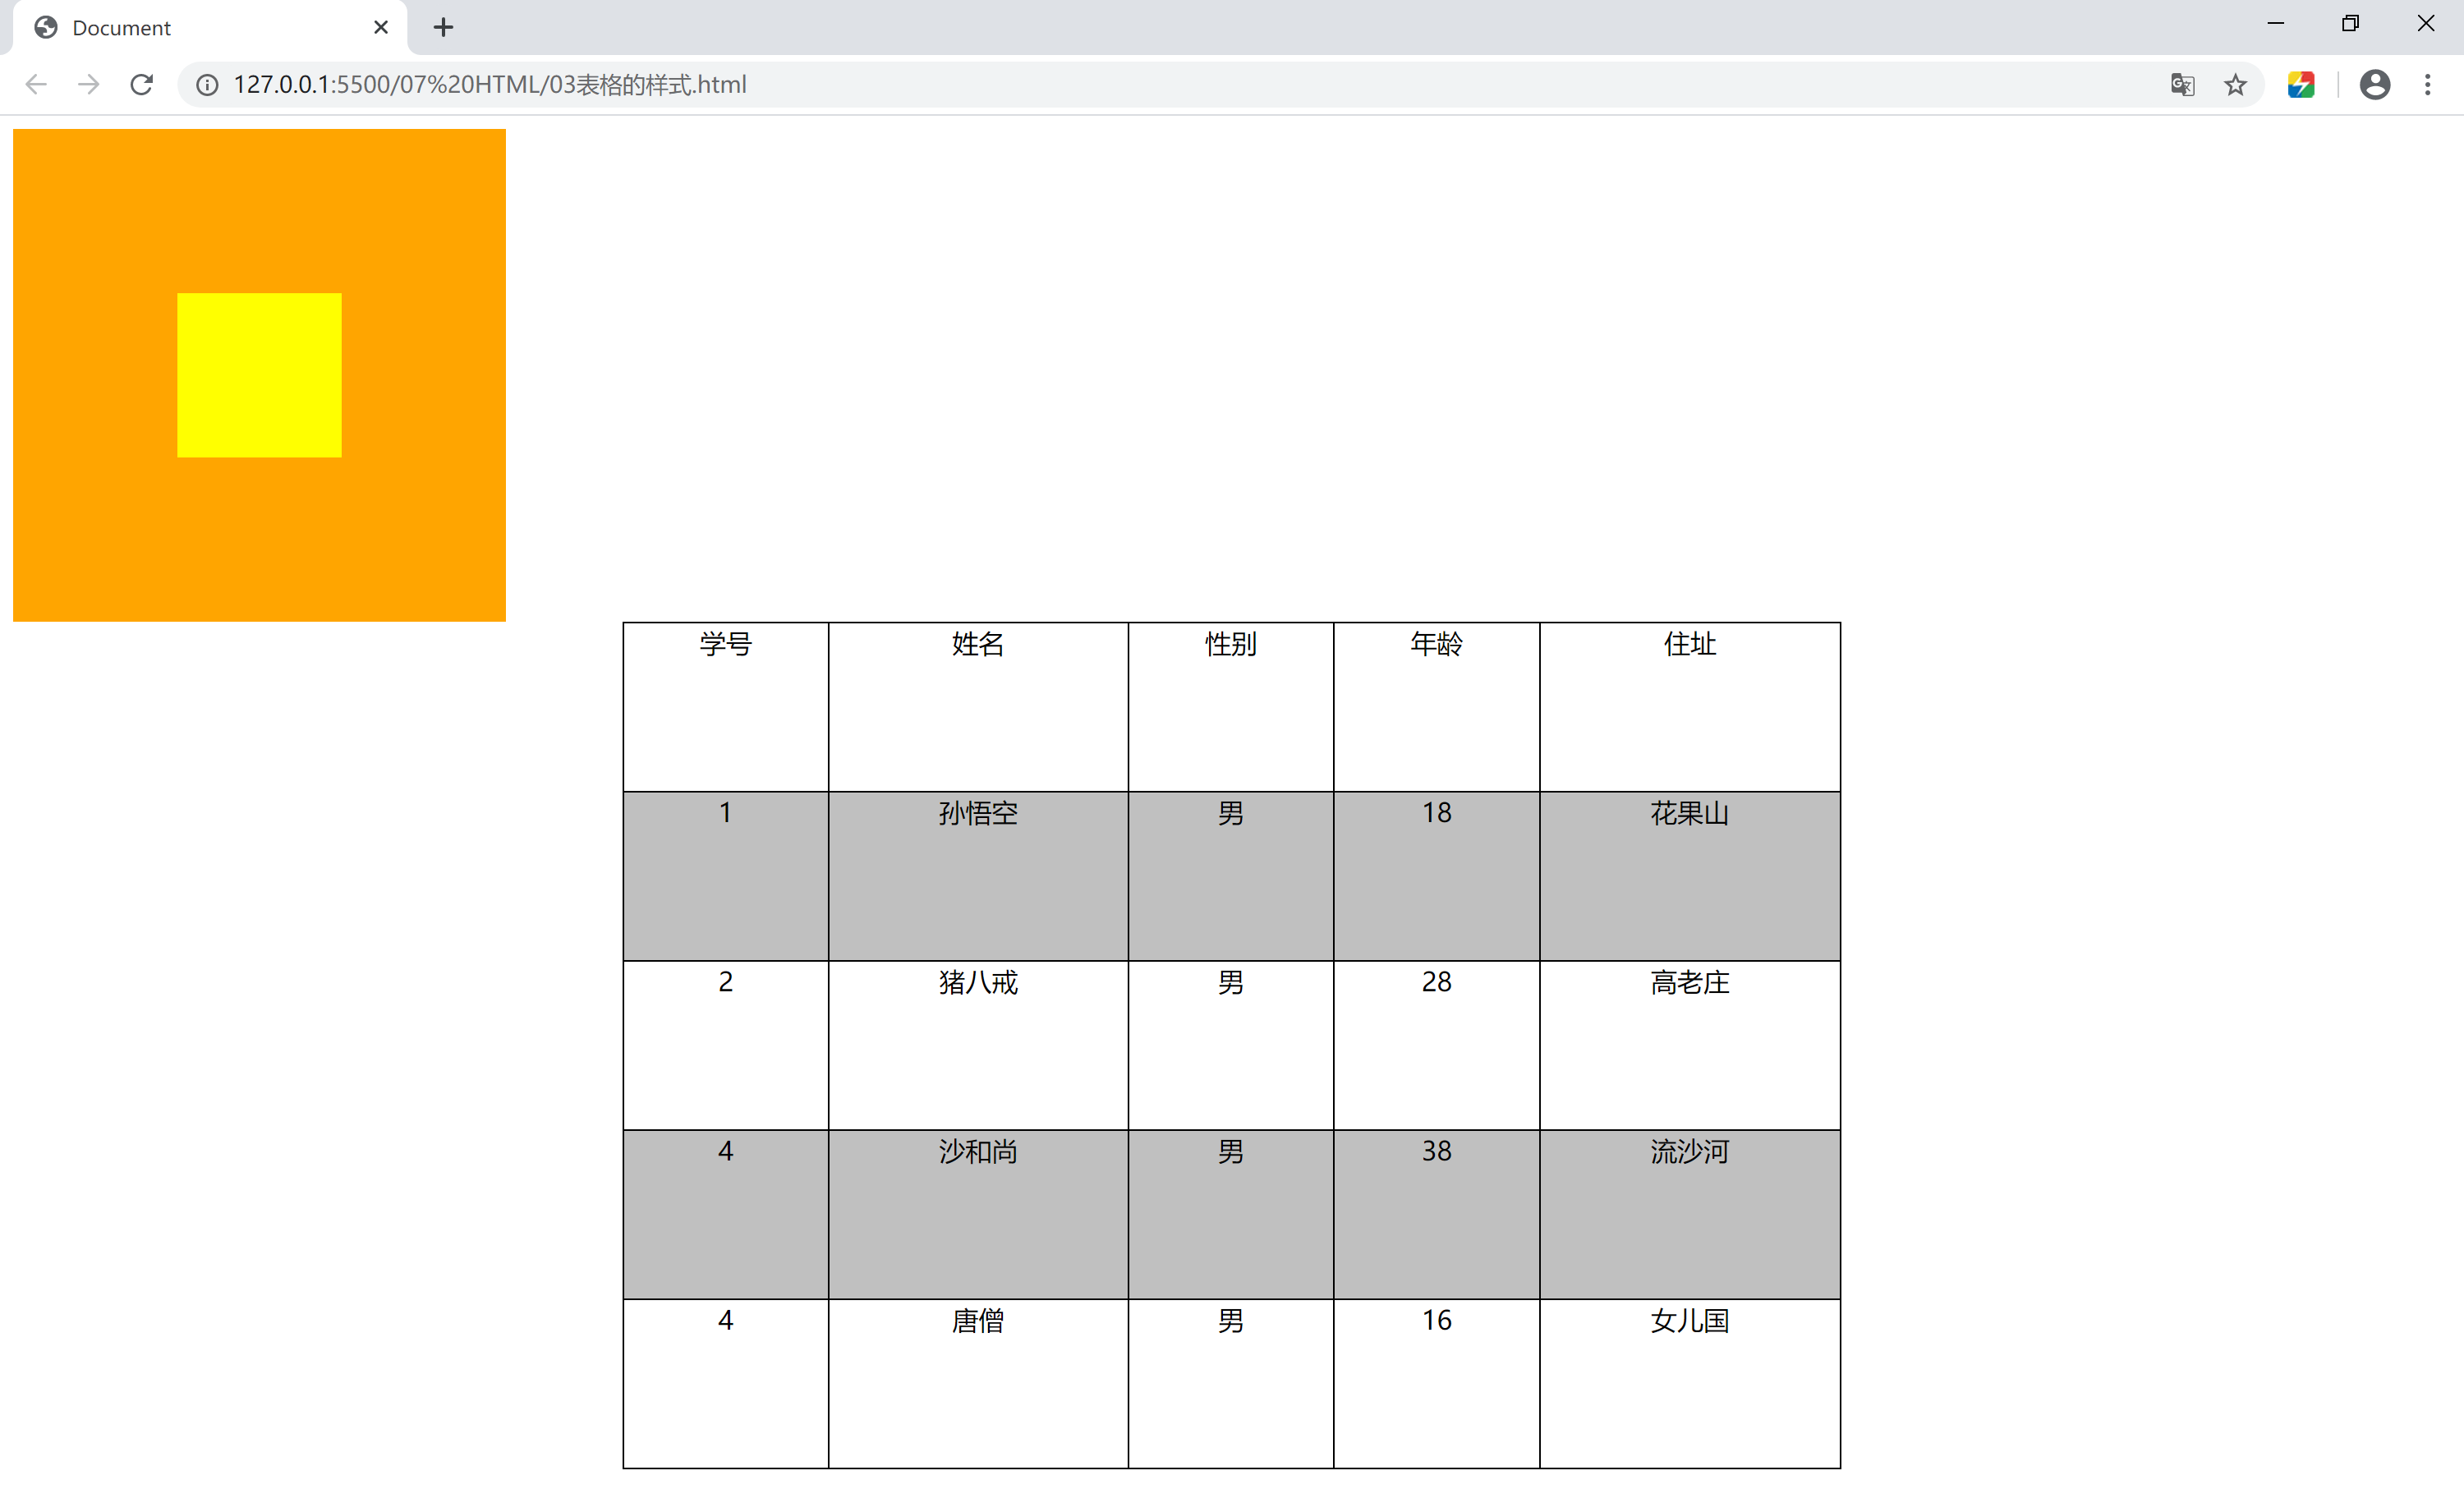 Document
127.0.0.1:5500/07%20HTML/03表格的样式.html
学号 姓名 性别 年龄 住址
1 孙悟空 男 18 花果山
2 猪八戒 男 28 高老庄
4 沙和尚 男 38 流沙河
4 唐僧 男 16 女儿国